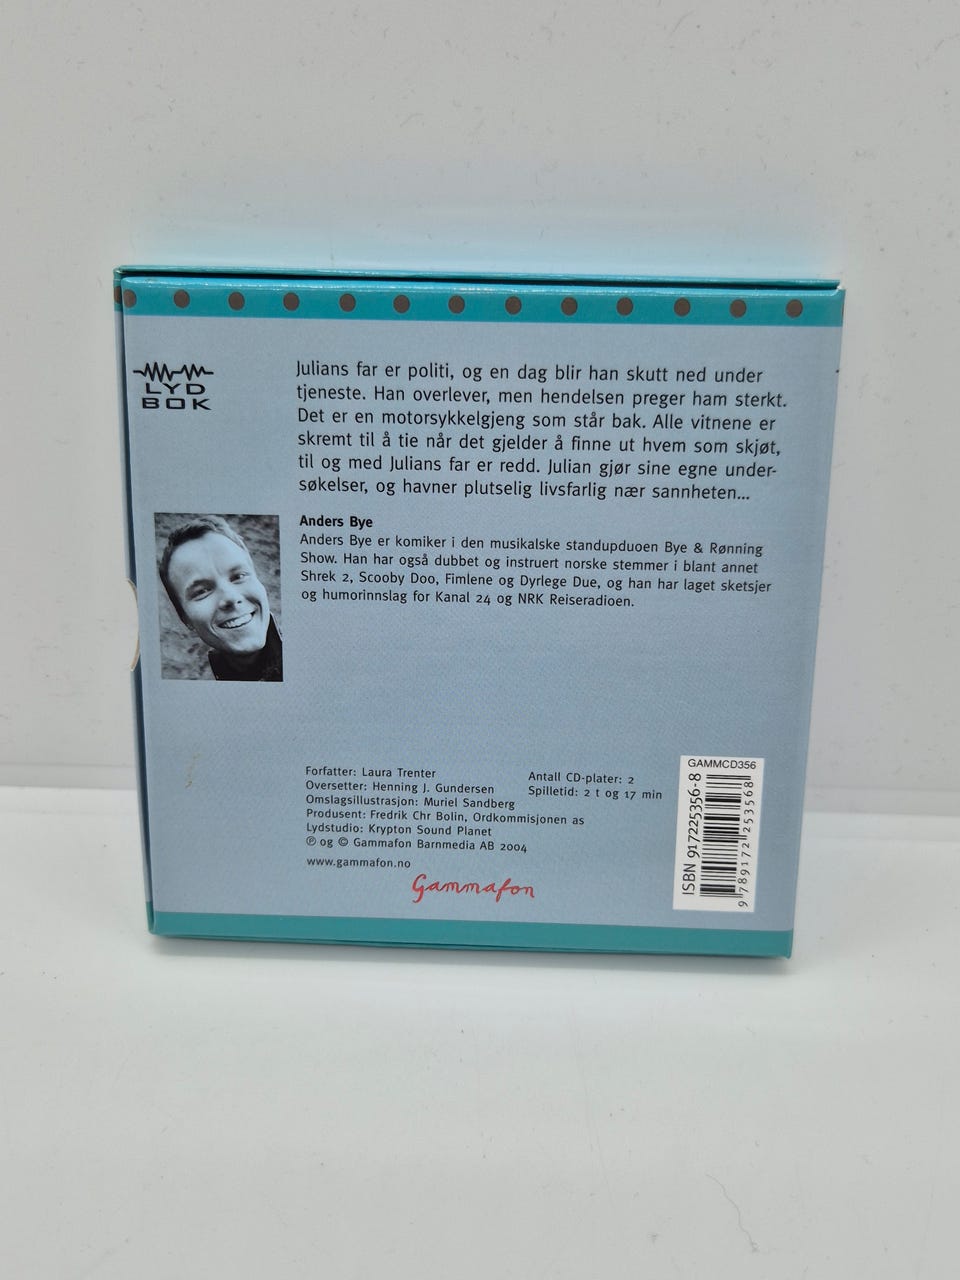 LYD
BOK
Julians far er politi, og en dag blir han skutt ned under
tjeneste. Han overlever, men hendelsen preger ham sterkt.
Det er en motorsykkelgjeng som står bak. Alle vitnene er
skremt til å tie når det gjelder å finne ut hvem som skjøt,
til og med Julians far er redd. Julian gjør sine egne under-
søkelser, og havner plutselig livsfarlig nær sannheten...
Anders Bye
Anders Bye er komiker i den musikalske standupduoen Bye & Rønning
Show. Han har også dubbet og instruert norske stemmer i blant annet
Shrek 2, Scooby Doo, Fimlene og Dyrlege Due, og han har laget sketsjer
og humorinnslag for Kanal 24 og NRK Reiseradioen.
Forfatter: Laura Trenter
Oversetter: Henning J. Gundersen
Omslagsillustrasjon: Muriel Sandberg
Produsent: Fredrik Chr Bolin, Ordkommisjonen as
Lydstudio: Krypton Sound Planet
℗ og © Gammafon Barnmedia AB 2004
www.gammafon.no
Antall CD-plater: 2
Spilletid: 2 t og 17 min
Gammafon
GAMMCD356
ISBN 917225356-8
9789172253568